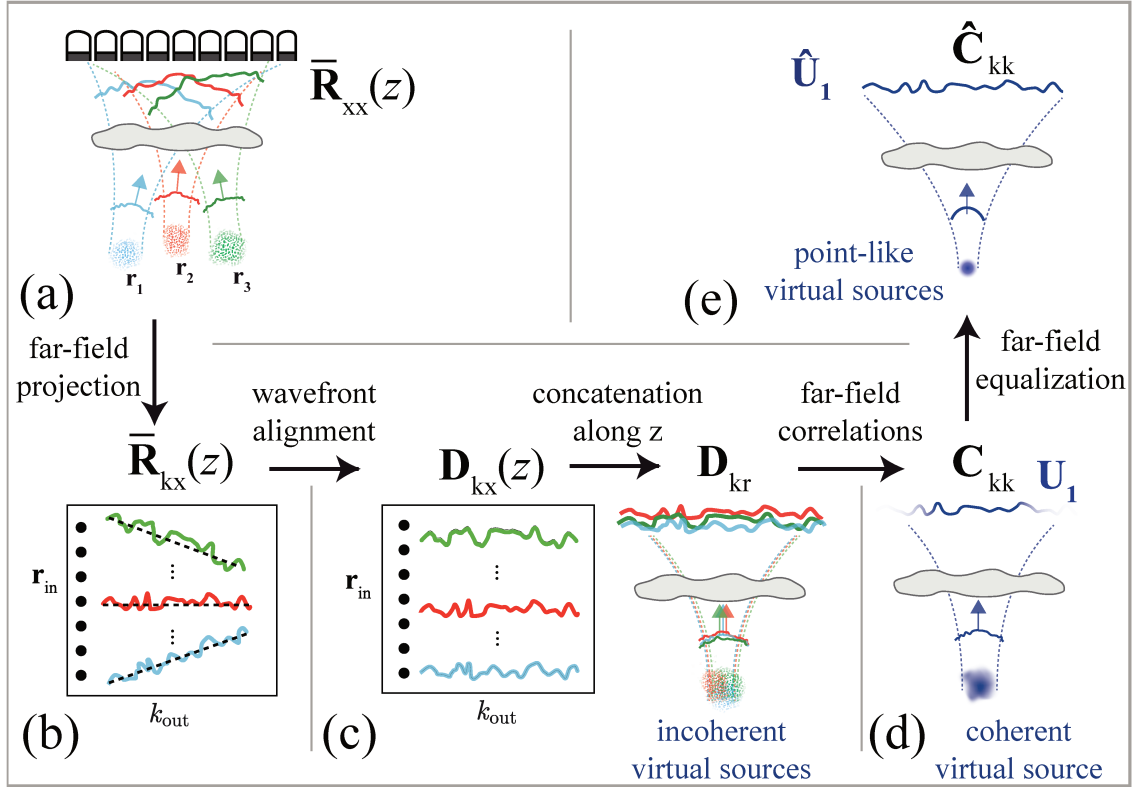 R̅xx(z)
r1
r2
r3
(a)
Û1
Ĉkk
point-like
virtual sources
(e)
far-field
projection
far-field
equalization
wavefront
alignment
concatenation
along z
far-field
correlations
R̅kx(z)
Dkx(z)
Dkr
Ckk
U1
rin
⋮
⋮
kout
(b)
rin
⋮
⋮
kout
(c)
incoherent
virtual sources
(d)
coherent
virtual source